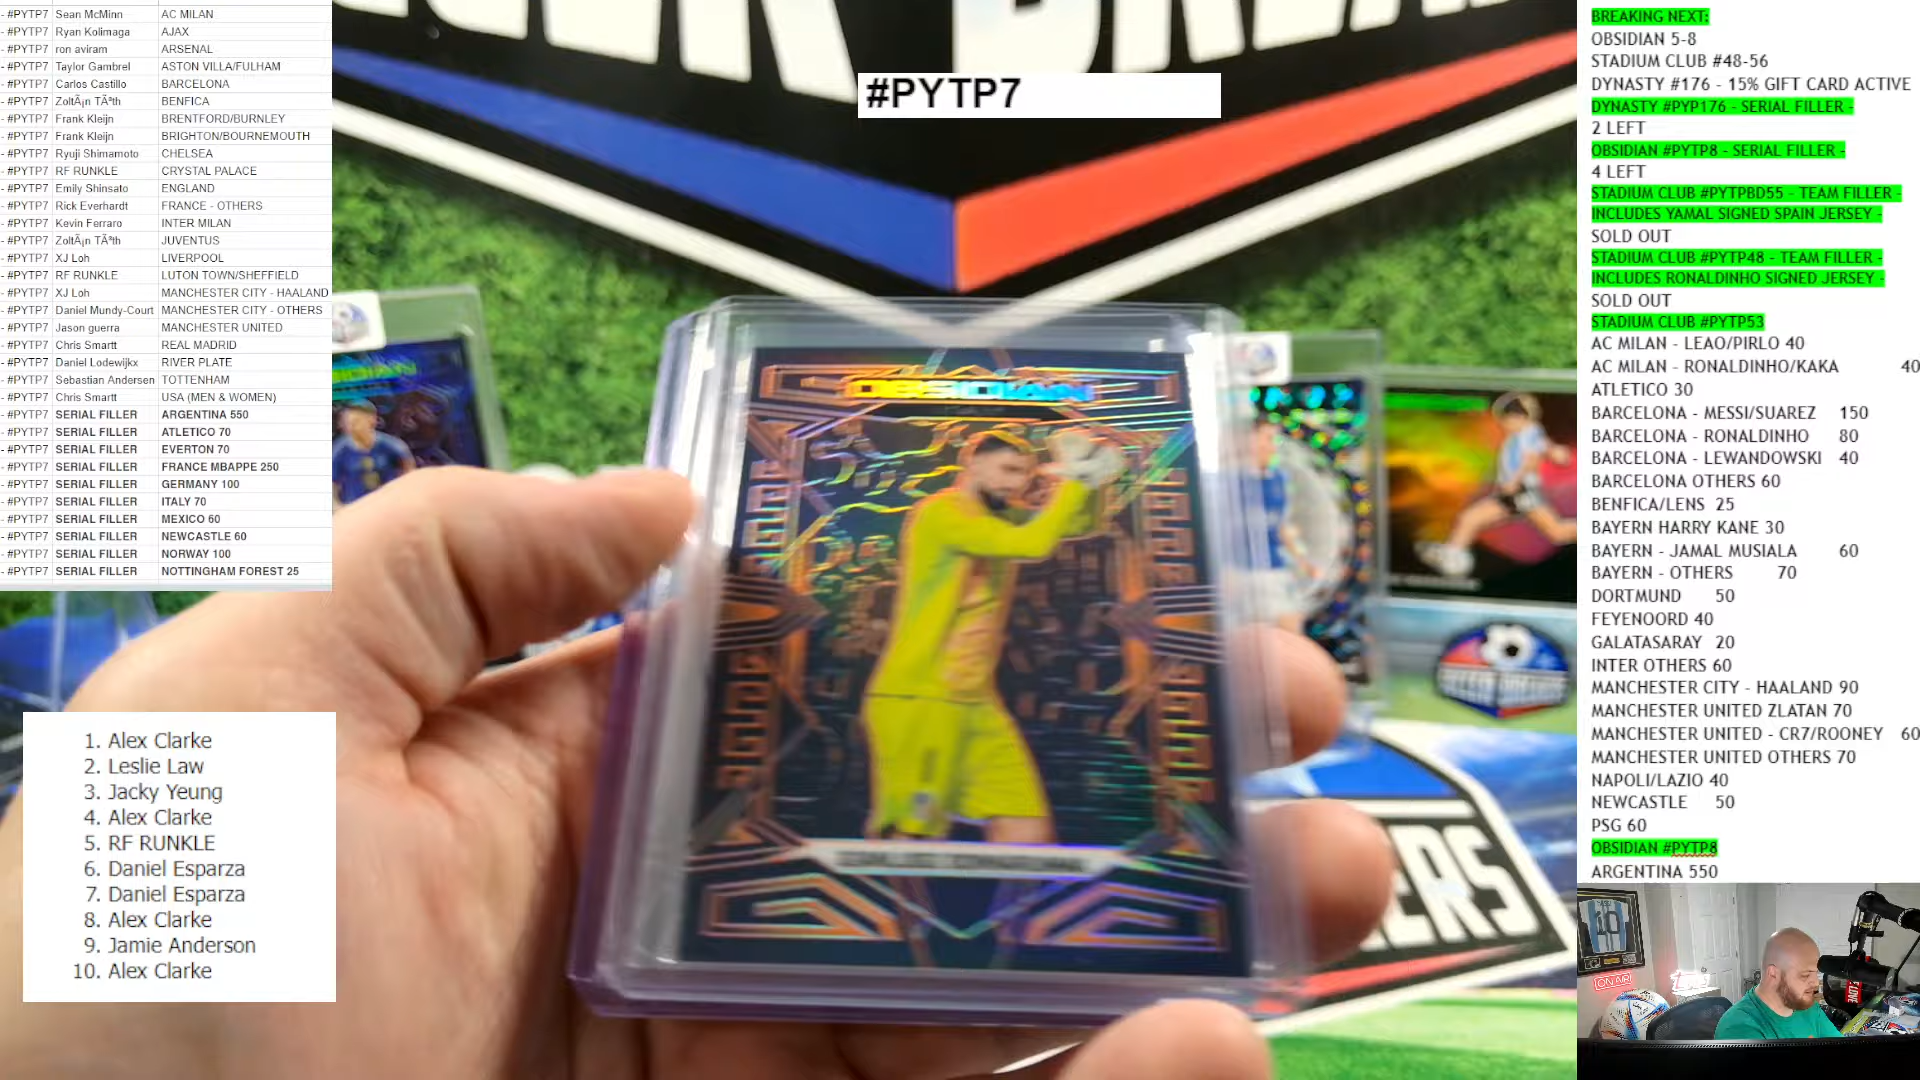 - #PYTP7 Sean McMinn AC MILAN
- #PYTP7 Ryan Kolimaga AJAX
- #PYTP7 ron aviram ARSENAL
- #PYTP7 Taylor Gambrel ASTON VILLA/FULHAM
- #PYTP7 Carlos Castillo BARCELONA
- #PYTP7 ZoltÃ¡n TÃ³th BENFICA
- #PYTP7 Frank Kleijn BRENTFORD/BURNLEY
- #PYTP7 Frank Kleijn BRIGHTON/BOURNEMOUTH
- #PYTP7 Ryuji Shimamoto CHELSEA
- #PYTP7 RF RUNKLE CRYSTAL PALACE
- #PYTP7 Emily Shinsato ENGLAND
- #PYTP7 Rick Everhardt FRANCE - OTHERS
- #PYTP7 Kevin Ferraro INTER MILAN
- #PYTP7 ZoltÃ¡n TÃ³th JUVENTUS
- #PYTP7 XJ Loh LIVERPOOL
- #PYTP7 RF RUNKLE LUTON TOWN/SHEFFIELD
- #PYTP7 XJ Loh MANCHESTER CITY - HAALAND
- #PYTP7 Daniel Mundy-Court MANCHESTER CITY - OTHERS
- #PYTP7 Jason guerra MANCHESTER UNITED
- #PYTP7 Chris Smartt REAL MADRID
- #PYTP7 Daniel Lodewijkx RIVER PLATE
- #PYTP7 Sebastian Andersen TOTTENHAM
- #PYTP7 Chris Smartt USA (MEN & WOMEN)
- #PYTP7 SERIAL FILLER ARGENTINA 550
- #PYTP7 SERIAL FILLER ATLETICO 70
- #PYTP7 SERIAL FILLER EVERTON 70
- #PYTP7 SERIAL FILLER FRANCE MBAPPE 250
- #PYTP7 SERIAL FILLER GERMANY 100
- #PYTP7 SERIAL FILLER ITALY 70
- #PYTP7 SERIAL FILLER MEXICO 60
- #PYTP7 SERIAL FILLER NEWCASTLE 60
- #PYTP7 SERIAL FILLER NORWAY 100
- #PYTP7 SERIAL FILLER NOTTINGHAM FOREST 25
#PYTP7
OBSIDIAN
1. Alex Clarke
2. Leslie Law
3. Jacky Yeung
4. Alex Clarke
5. RF RUNKLE
6. Daniel Esparza
7. Daniel Esparza
8. Alex Clarke
9. Jamie Anderson
10. Alex Clarke
BREAKING NEXT:
OBSIDIAN 5-8
STADIUM CLUB #48-56
DYNASTY #176 - 15% GIFT CARD ACTIVE
DYNASTY #PYP176 - SERIAL FILLER -
2 LEFT
OBSIDIAN #PYTP8 - SERIAL FILLER -
4 LEFT
STADIUM CLUB #PYTPBD55 - TEAM FILLER -
INCLUDES YAMAL SIGNED SPAIN JERSEY -
SOLD OUT
STADIUM CLUB #PYTP48 - TEAM FILLER -
INCLUDES RONALDINHO SIGNED JERSEY -
SOLD OUT
STADIUM CLUB #PYTP53
AC MILAN - LEAO/PIRLO 40
AC MILAN - RONALDINHO/KAKA 40
ATLETICO 30
BARCELONA - MESSI/SUAREZ 150
BARCELONA - RONALDINHO 80
BARCELONA - LEWANDOWSKI 40
BARCELONA OTHERS 60
BENFICA/LENS 25
BAYERN HARRY KANE 30
BAYERN - JAMAL MUSIALA 60
BAYERN - OTHERS 70
DORTMUND 50
FEYENOORD 40
GALATASARAY 20
INTER OTHERS 60
MANCHESTER CITY - HAALAND 90
MANCHESTER UNITED ZLATAN 70
MANCHESTER UNITED - CR7/ROONEY 60
MANCHESTER UNITED OTHERS 70
NAPOLI/LAZIO 40
NEWCASTLE 50
PSG 60
OBSIDIAN #PYTP8
ARGENTINA 550
10
ON AIR